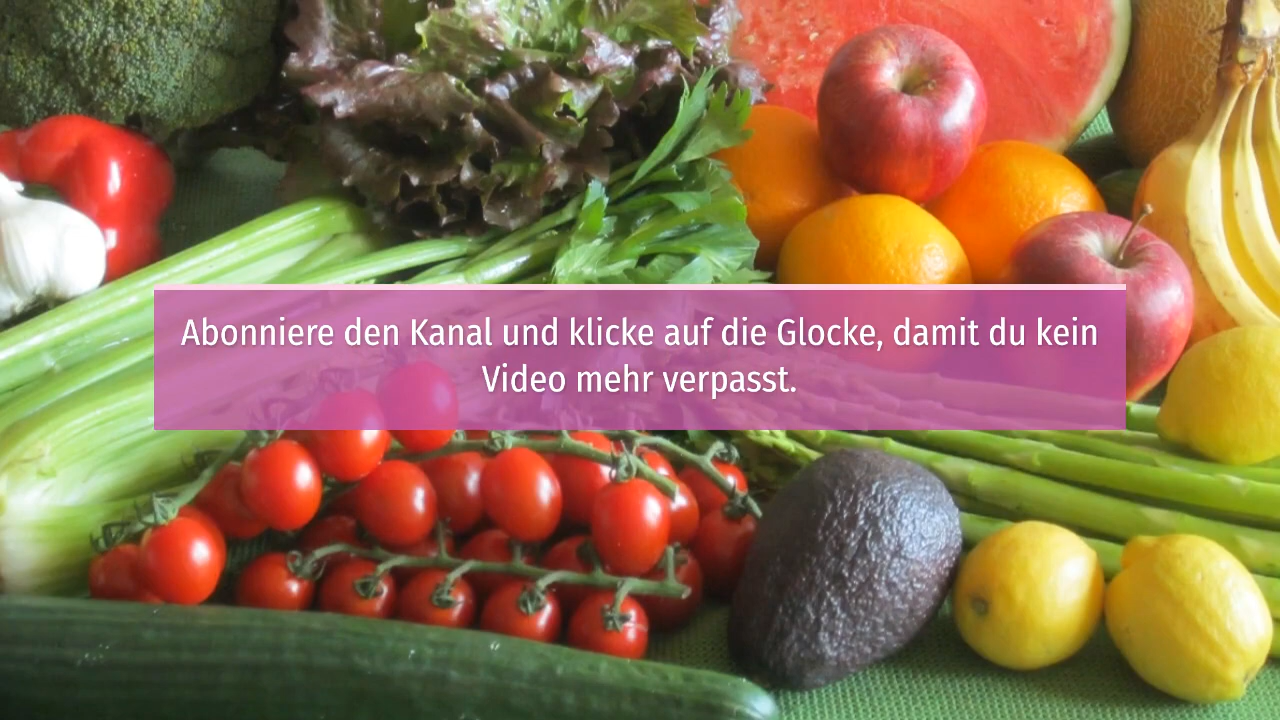 Abonniere den Kanal und klicke auf die Glocke, damit du kein
Video mehr verpasst.